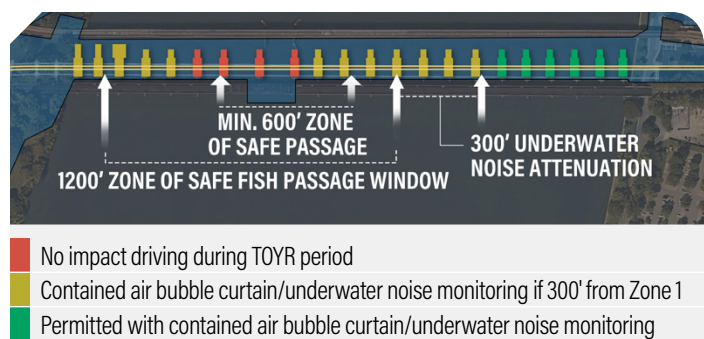 MIN. 600' ZONE
OF SAFE PASSAGE
300' UNDERWATER
NOISE ATTENUATION
1200' ZONE OF SAFE FISH PASSAGE WINDOW
No impact driving during TOYR period
Contained air bubble curtain/underwater noise monitoring if 300' from Zone 1
Permitted with contained air bubble curtain/underwater noise monitoring